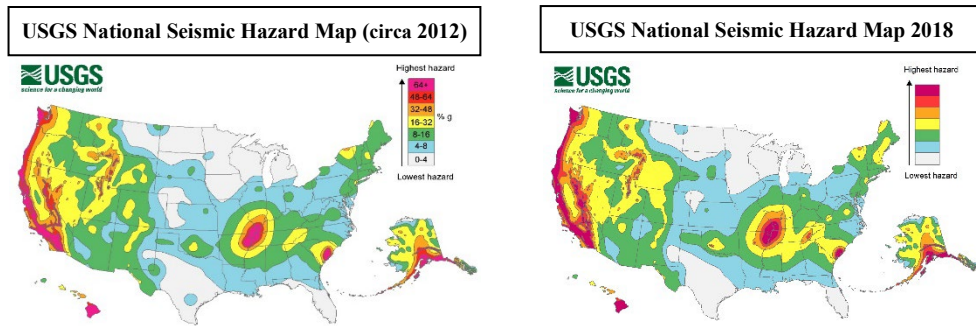 USGS National Seismic Hazard Map (circa 2012)
USGS
science for a changing world
Highest hazard
64+
48-64
32-48
16-32
8-16
4-8
0-4
% g
Lowest hazard
USGS National Seismic Hazard Map 2018
USGS
science for a changing world
Highest hazard
Lowest hazard